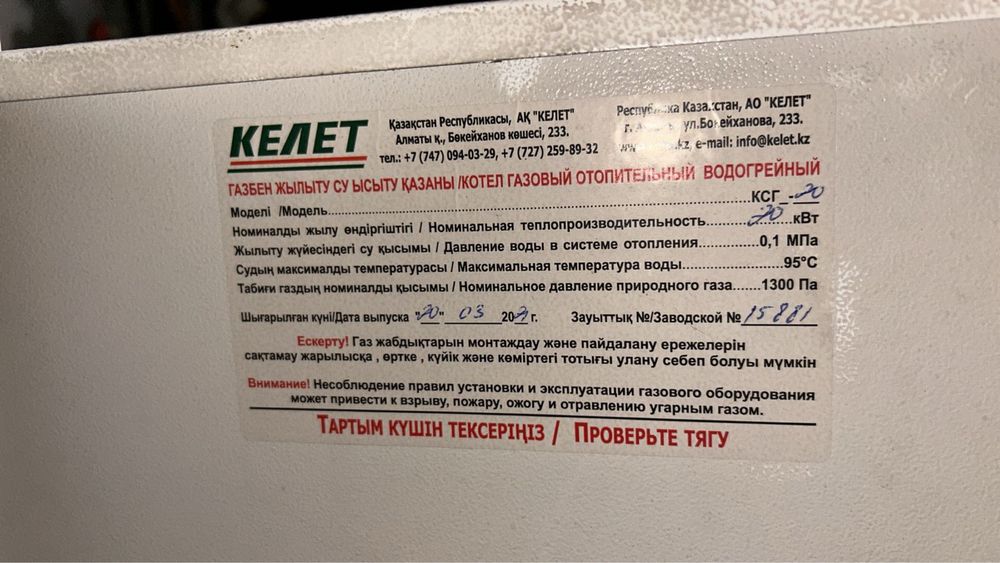 КЕЛЕТ
Қазақстан Республикасы, АҚ "КЕЛЕТ"
Алматы қ., Бөкейханов көшесі, 233.
тел.: +7 (747) 094-03-29, +7 (727) 259-89-32
Казахстан, АО "КЕЛЕТ"
г. ул.Бокейханова, 233.
e-mail: info@kelet.kz
ГАЗБЕН ЖЫЛЫТУ СУ ЫСЫТУ ҚАЗАНЫ /КОТЕЛ ГАЗОВЫЙ ОТОПИТЕЛЬНЫЙ ВОДОГРЕЙНЫЙ
Моделі /Модель....................КСГ_-20
Номиналды жылу өндіргіштігі / Номинальная теплопроизводительность........20...кВт
Жылыту жүйесіндегі су қысымы / Давление воды в системе отопления............0,1 МПа
Судың максималды температурасы / Максимальная температура воды....................95°С
Табиғи газдың номиналды қысымы / Номинальное давление природного газа.......1300 Па
Шығарылған күні/Дата выпуска "20" 03 2021 г. Зауыттық №/Заводской № 15881
Ескерту! Газ жабдықтарын монтаждау және пайдалану ережелерін
сақтамау жарылысқа , өртке , күйік және көміртегі тотығы улану себеп болуы мүмкін
Внимание! Несоблюдение правил установки и эксплуатации газового оборудования
может привести к взрыву, пожару, ожогу и отравлению угарным газом.
ТАРТЫМ КҮШІН ТЕКСЕРІҢІЗ / ПРОВЕРЬТЕ ТЯГУ